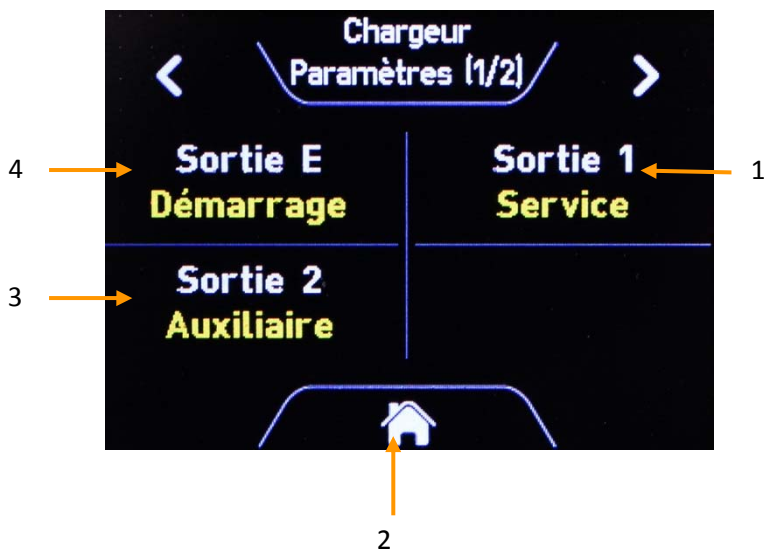 Chargeur
Paramètres (1/2)
4
Sortie E
Démarrage
Sortie 1
Service
1
3
Sortie 2
Auxiliaire
2